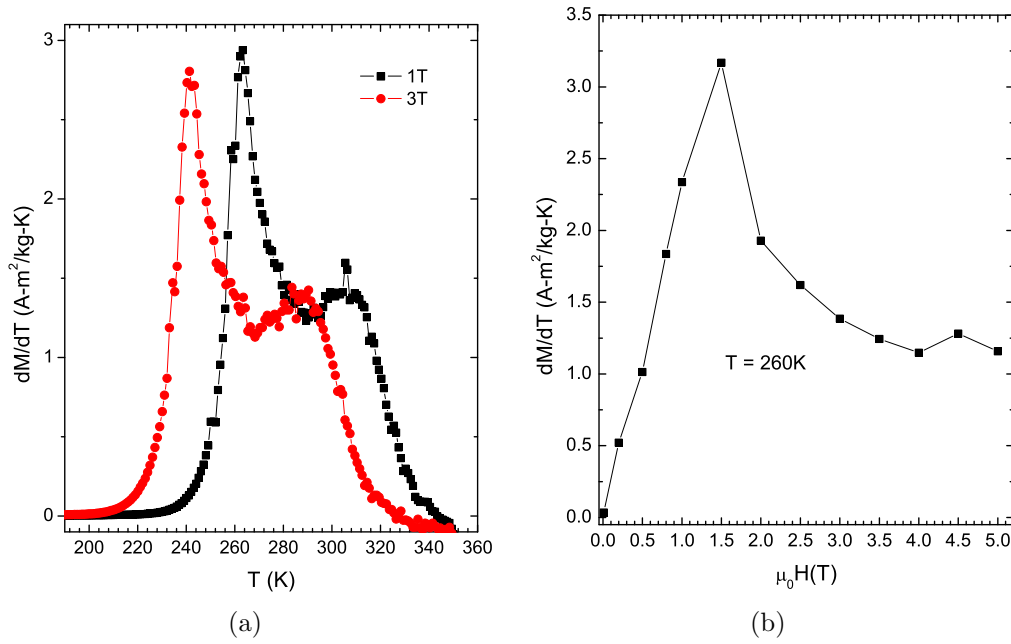 3
2
1
0
dM/dT (A-m²/kg-K)
1T
3T
200 220 240 260 280 300 320 340 360
T (K)
(a)
3.5
3.0
2.5
2.0
1.5
1.0
0.5
0.0
dM/dT (A-m²/kg-K)
T = 260K
0.0 0.5 1.0 1.5 2.0 2.5 3.0 3.5 4.0 4.5 5.0
μ₀H(T)
(b)